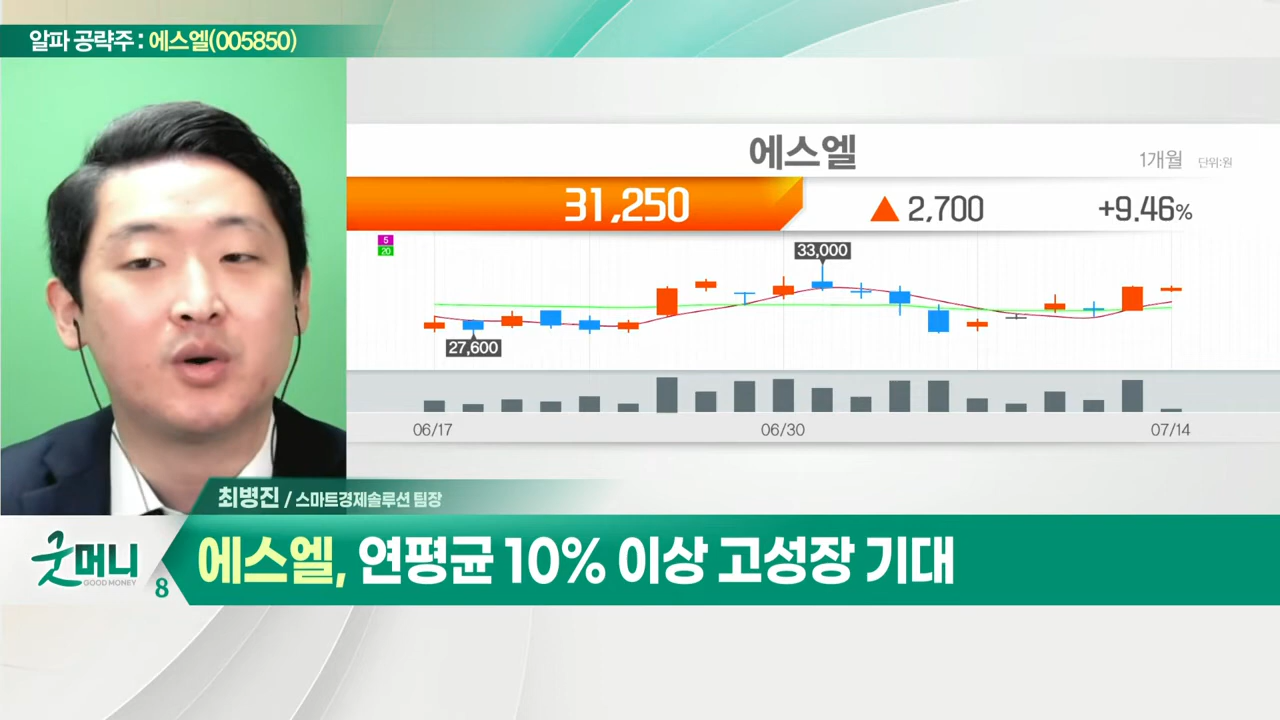 알파 공략주 : 에스엘(005850)
에스엘
1개월 단위:원
31,250 ▲ 2,700 +9.46%
5
20
33,000
27,600
06/17 06/30 07/14
최병진 / 스마트경제솔루션 팀장
굿머니
GOOD MONEY
8
에스엘, 연평균 10% 이상 고성장 기대